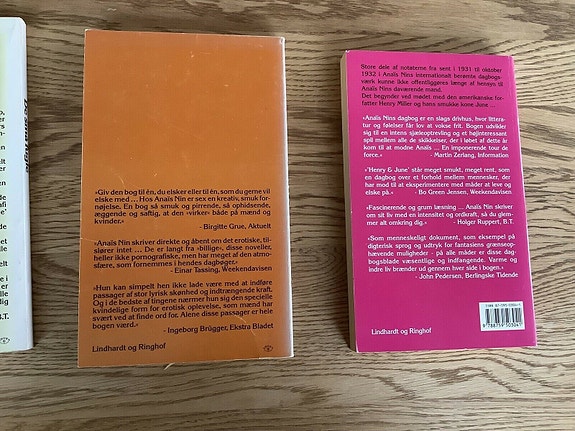 »Giv den bog til én, du elsker eller til én, som du gerne vil
elske med ... Hos Anaïs Nin er sex en kreativ, smuk for-
nøjelse. En bog så smuk og pirrende, så ophidsende,
æggende og saftig, at den »virker« både på mænd og
kvinder.«
- Birgitte Grue, Aktuelt
»Anaïs Nin skriver direkte og åbent om det erotiske, til-
slører intet ... De er langt fra »billige«, disse noveller,
heller ikke pornografiske, men har meget af den atmo-
sfære, som fornemmes i hendes dagbøger.«
- Einar Tassing, Weekendavisen
»Hun kan simpelt hen ikke lade være med at indføre
passager af stor lyrisk skønhed og indtrængende kraft.
Og i de bedste af tingene nærmer hun sig den specielle
kvindelige form for erotisk oplevelse, som mænd har
svært ved at finde ord for. Alene disse passager er hele
bogen værd.«
- Ingeborg Brügger, Ekstra Bladet
Lindhardt og Ringhof
Store dele af notaterne fra sent i 1931 til oktober
1932 i Anaïs Nins internationalt berømte dagbogs-
værk kunne ikke offentliggøres længe af hensyn til
Anaïs Nins daværende mand.
Det begynder ved mødet med den amerikanske for-
fatter Henry Miller og hans smukke kone June ...
»Anaïs Nins dagbog er en slags drivhus, hvor littera-
tur og følelser får lov at vokse frit. Bogen udvikler
sig til en intens sjæleoptrevling og et højinteressant
spil mellem alle de skikkelser, der i løbet af dette år
kom til at modne Anaïs ... En imponerende tour de
force.«
- Martin Zerlang, Information
»'Henry & June' står meget smukt, meget rent, som
en dagbog over et forhold mellem mennesker, der
har mod til at eksperimentere med måder at leve og
elske på.«
- Bo Green Jensen, Weekendavisen
»Fascinerende og grum læsning ... Anaïs Nin skriver
om sit liv med en intensitet og ordkraft, så du glem-
mer alt omkring dig.«
- Holger Ruppert, B.T.
»Som menneskeligt dokument, som eksempel på
digterisk sprog og udtryk for fantasiens grænseop-
hævende muligheder - på alle måder er disse dag-
bogsblade væsentlige og indfangende. Varme og
indre liv brænder ud gennem hver side i bogen.«
- John Pedersen, Berlingske Tidende
Lindhardt og Ringhof
9 788759 503041
B.T.